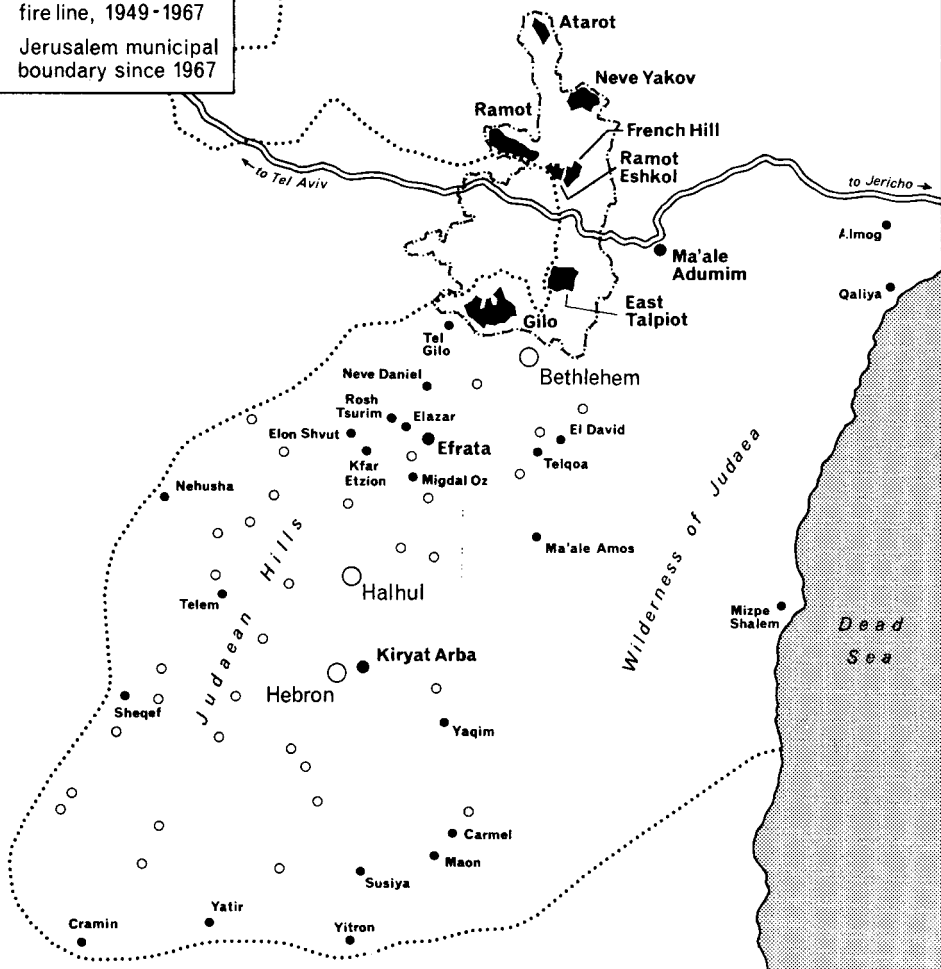 fire line, 1949-1967
Jerusalem municipal
boundary since 1967
Atarot
Neve Yakov
Ramot
French Hill
Ramot
Eshkol
to Tel Aviv
to Jericho
Almog
Ma'ale
Adumim
Qaliya
East
Talpiot
Gilo
Tel
Gilo
Bethlehem
Neve Daniel
Rosh
Tsurim
Elazar
El David
Elon Shvut
Efrata
Telqoa
Kfar
Etzion
Migdal Oz
Nehusha
Wilderness of Judaea
Ma'ale Amos
Judaean Hills
Halhul
Telem
Mizpe
Shalem
Dead
Sea
Kiryat Arba
Hebron
Sheqef
Yaqim
Carmel
Maon
Susiya
Yatir
Cramin
Yitron